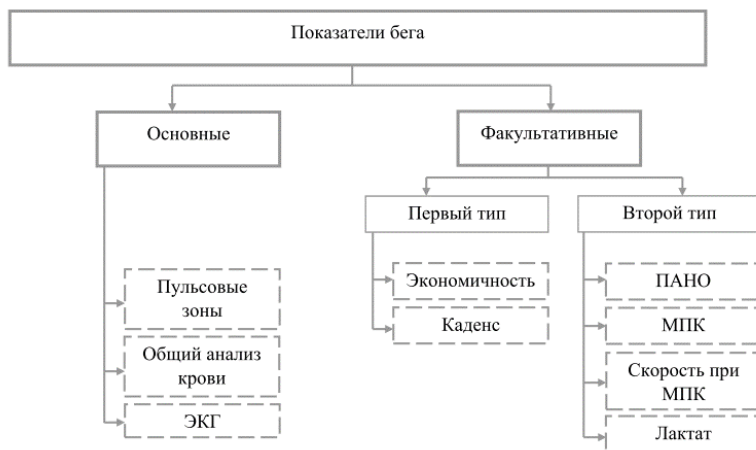 Показатели бега
Основные
Факультативные
Первый тип
Второй тип
Пульсовые
зоны
Общий анализ
крови
ЭКГ
Экономичность
Каденс
ПАНО
МПК
Скорость при
МПК
Лактат